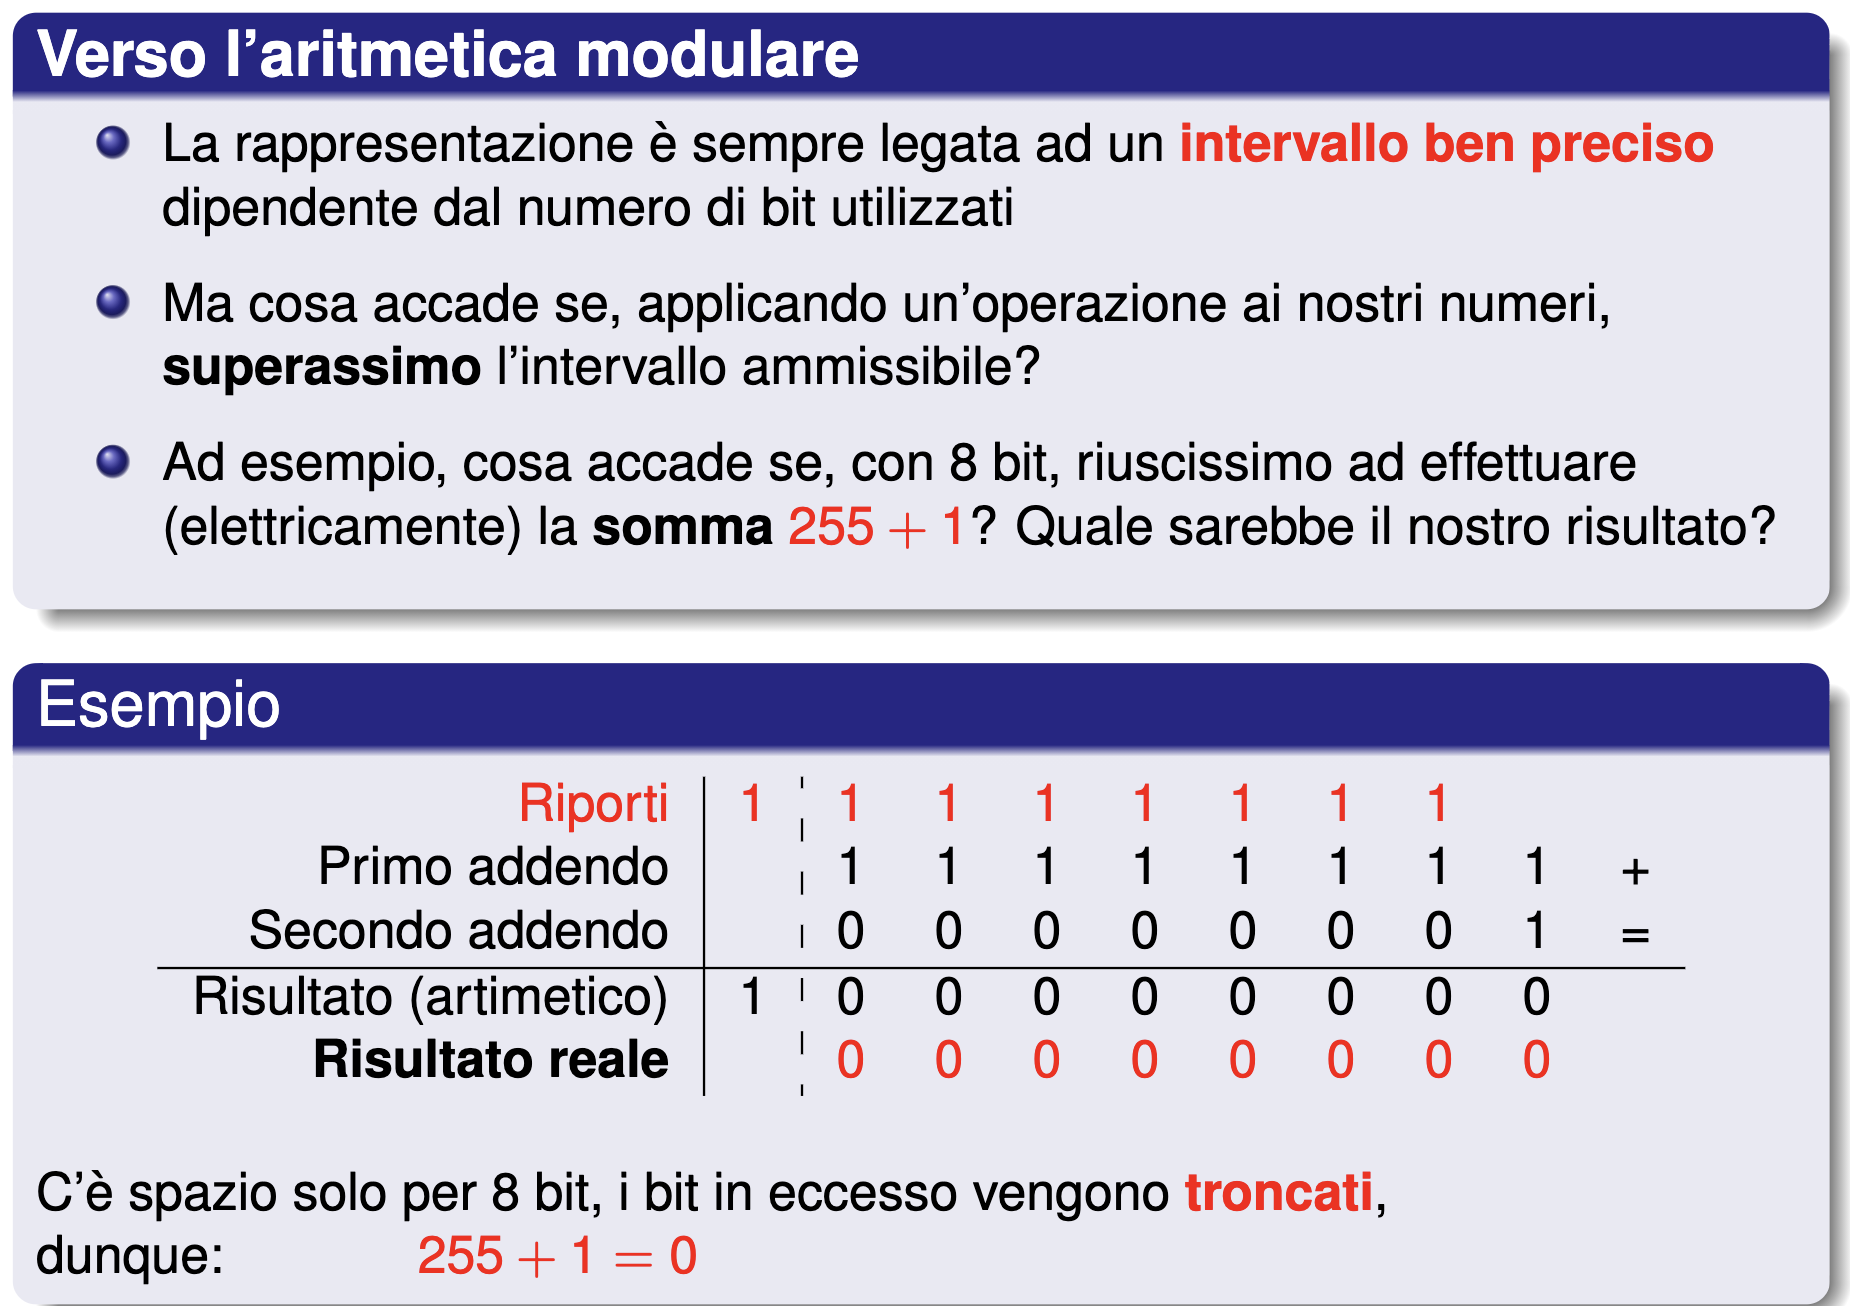 Verso l'aritmetica modulare
La rappresentazione è sempre legata ad un intervallo ben preciso
dipendente dal numero di bit utilizzati
Ma cosa accade se, applicando un'operazione ai nostri numeri,
superassimo l'intervallo ammissibile?
Ad esempio, cosa accade se, con 8 bit, riuscissimo ad effettuare
(elettricamente) la somma 255 + 1? Quale sarebbe il nostro risultato?
Esempio
Riporti 1 1 1 1 1 1 1 1
Primo addendo 1 1 1 1 1 1 1 1 +
Secondo addendo 0 0 0 0 0 0 0 1 =
Risultato (artimetico) 1 0 0 0 0 0 0 0 0
Risultato reale 0 0 0 0 0 0 0 0
C'è spazio solo per 8 bit, i bit in eccesso vengono troncati,
dunque: 255 + 1 = 0